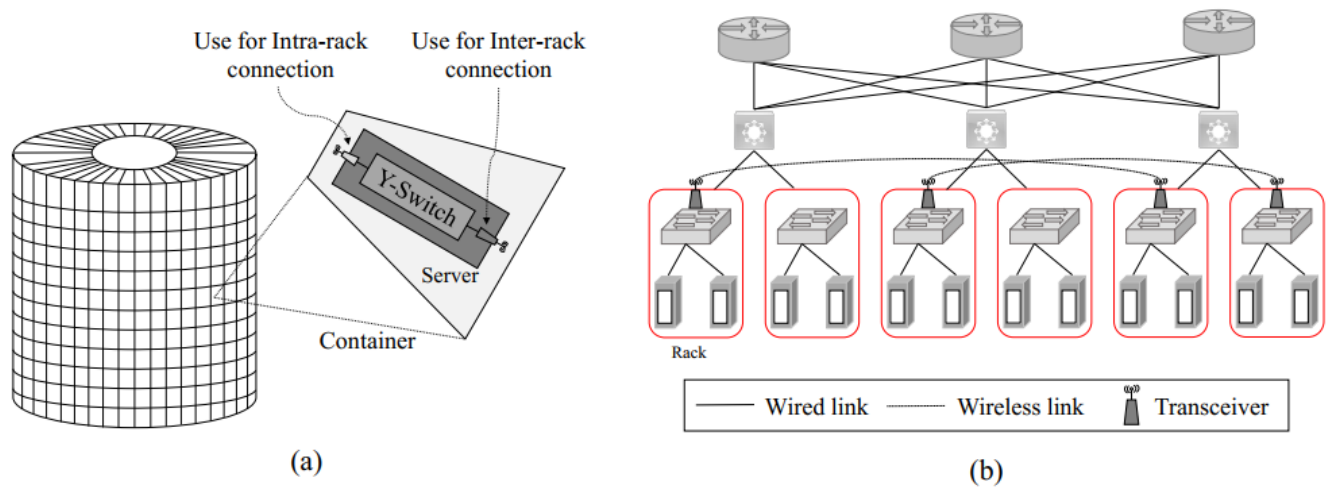 Use for Intra-rack
connection
Use for Inter-rack
connection
Y-Switch
Server
Container
(a)
Rack
Wired link
Wireless link
Transceiver
(b)